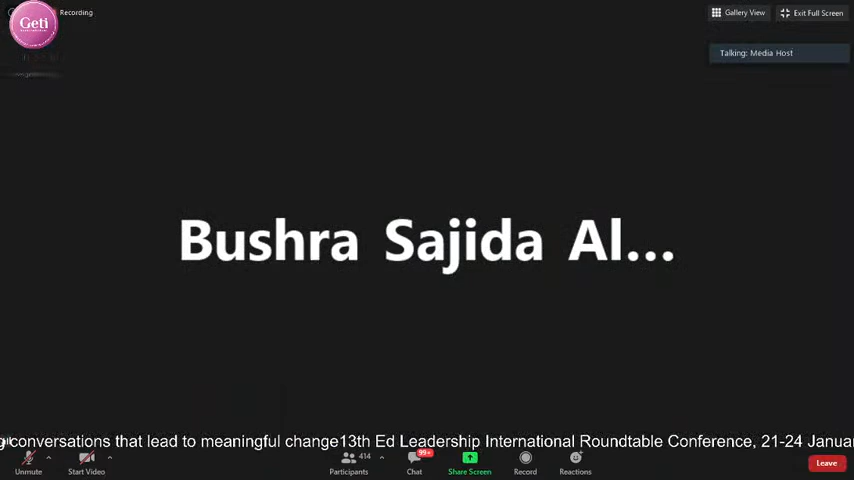 Geti
Recording
Gallery View
Exit Full Screen
Talking: Media Host
Bushra Sajida Al...
conversations that lead to meaningful change13th Ed Leadership International Roundtable Conference, 21-24 Januar
Unmute
Start Video
Participants
414
Chat
99+
Share Screen
Record
Reactions
Leave